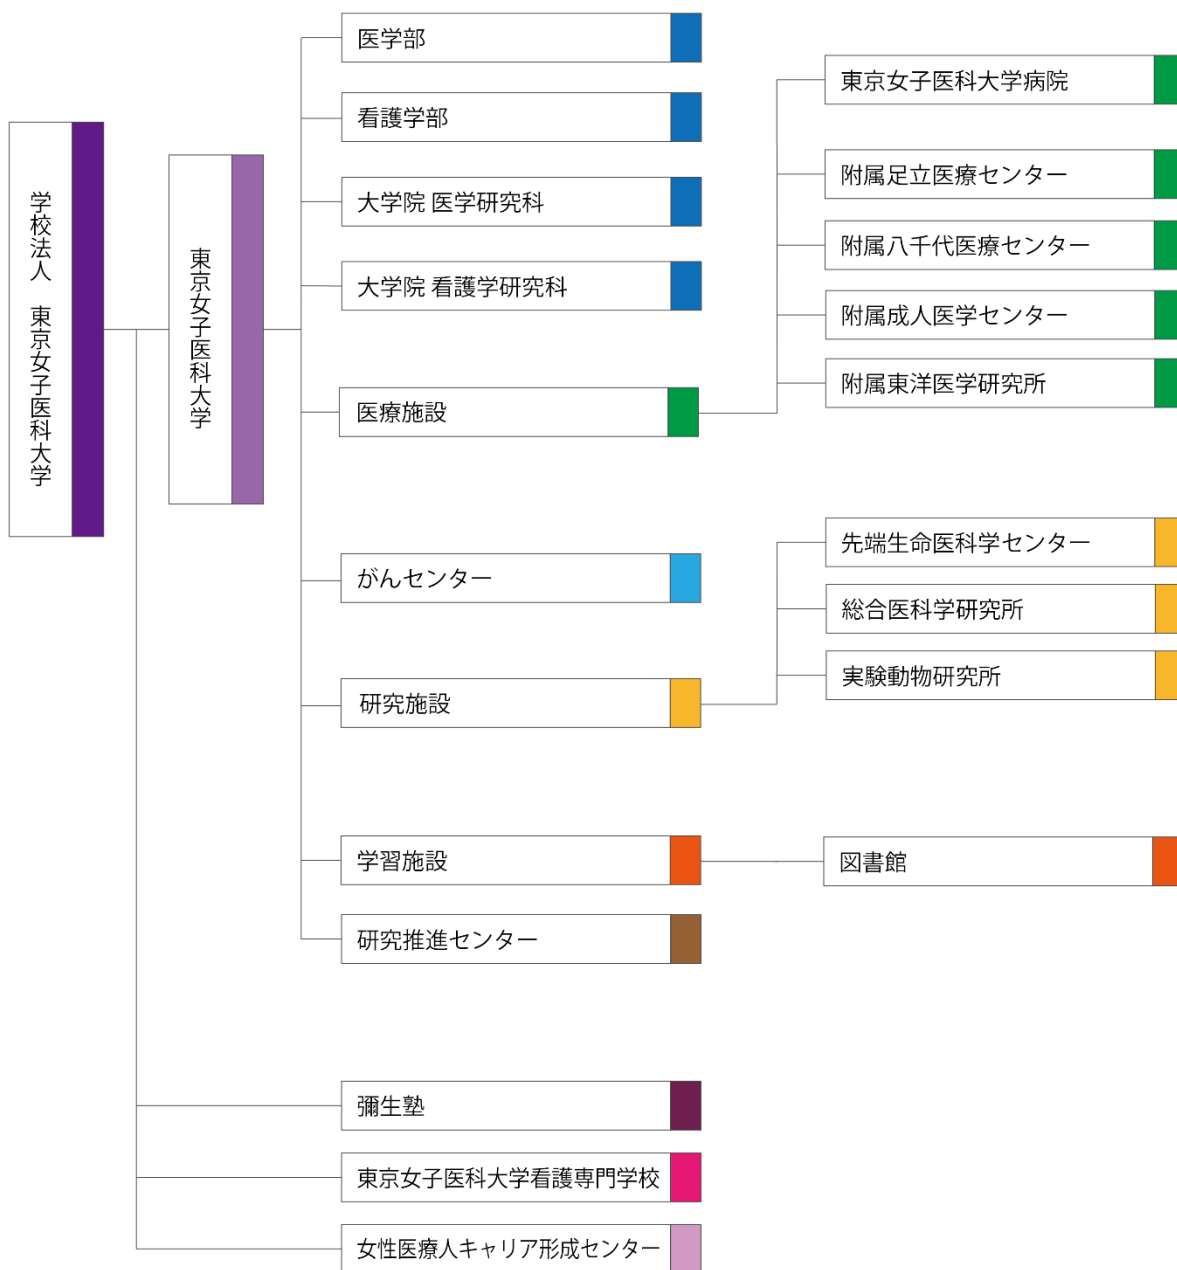 学校法人　東京女子医科大学
東京女子医科大学
医学部
看護学部
大学院 医学研究科
大学院 看護学研究科
医療施設
東京女子医科大学病院
附属足立医療センター
附属八千代医療センター
附属成人医学センター
附属東洋医学研究所
がんセンター
研究施設
先端生命医科学センター
総合医科学研究所
実験動物研究所
学習施設
図書館
研究推進センター
彌生塾
東京女子医科大学看護専門学校
女性医療人キャリア形成センター